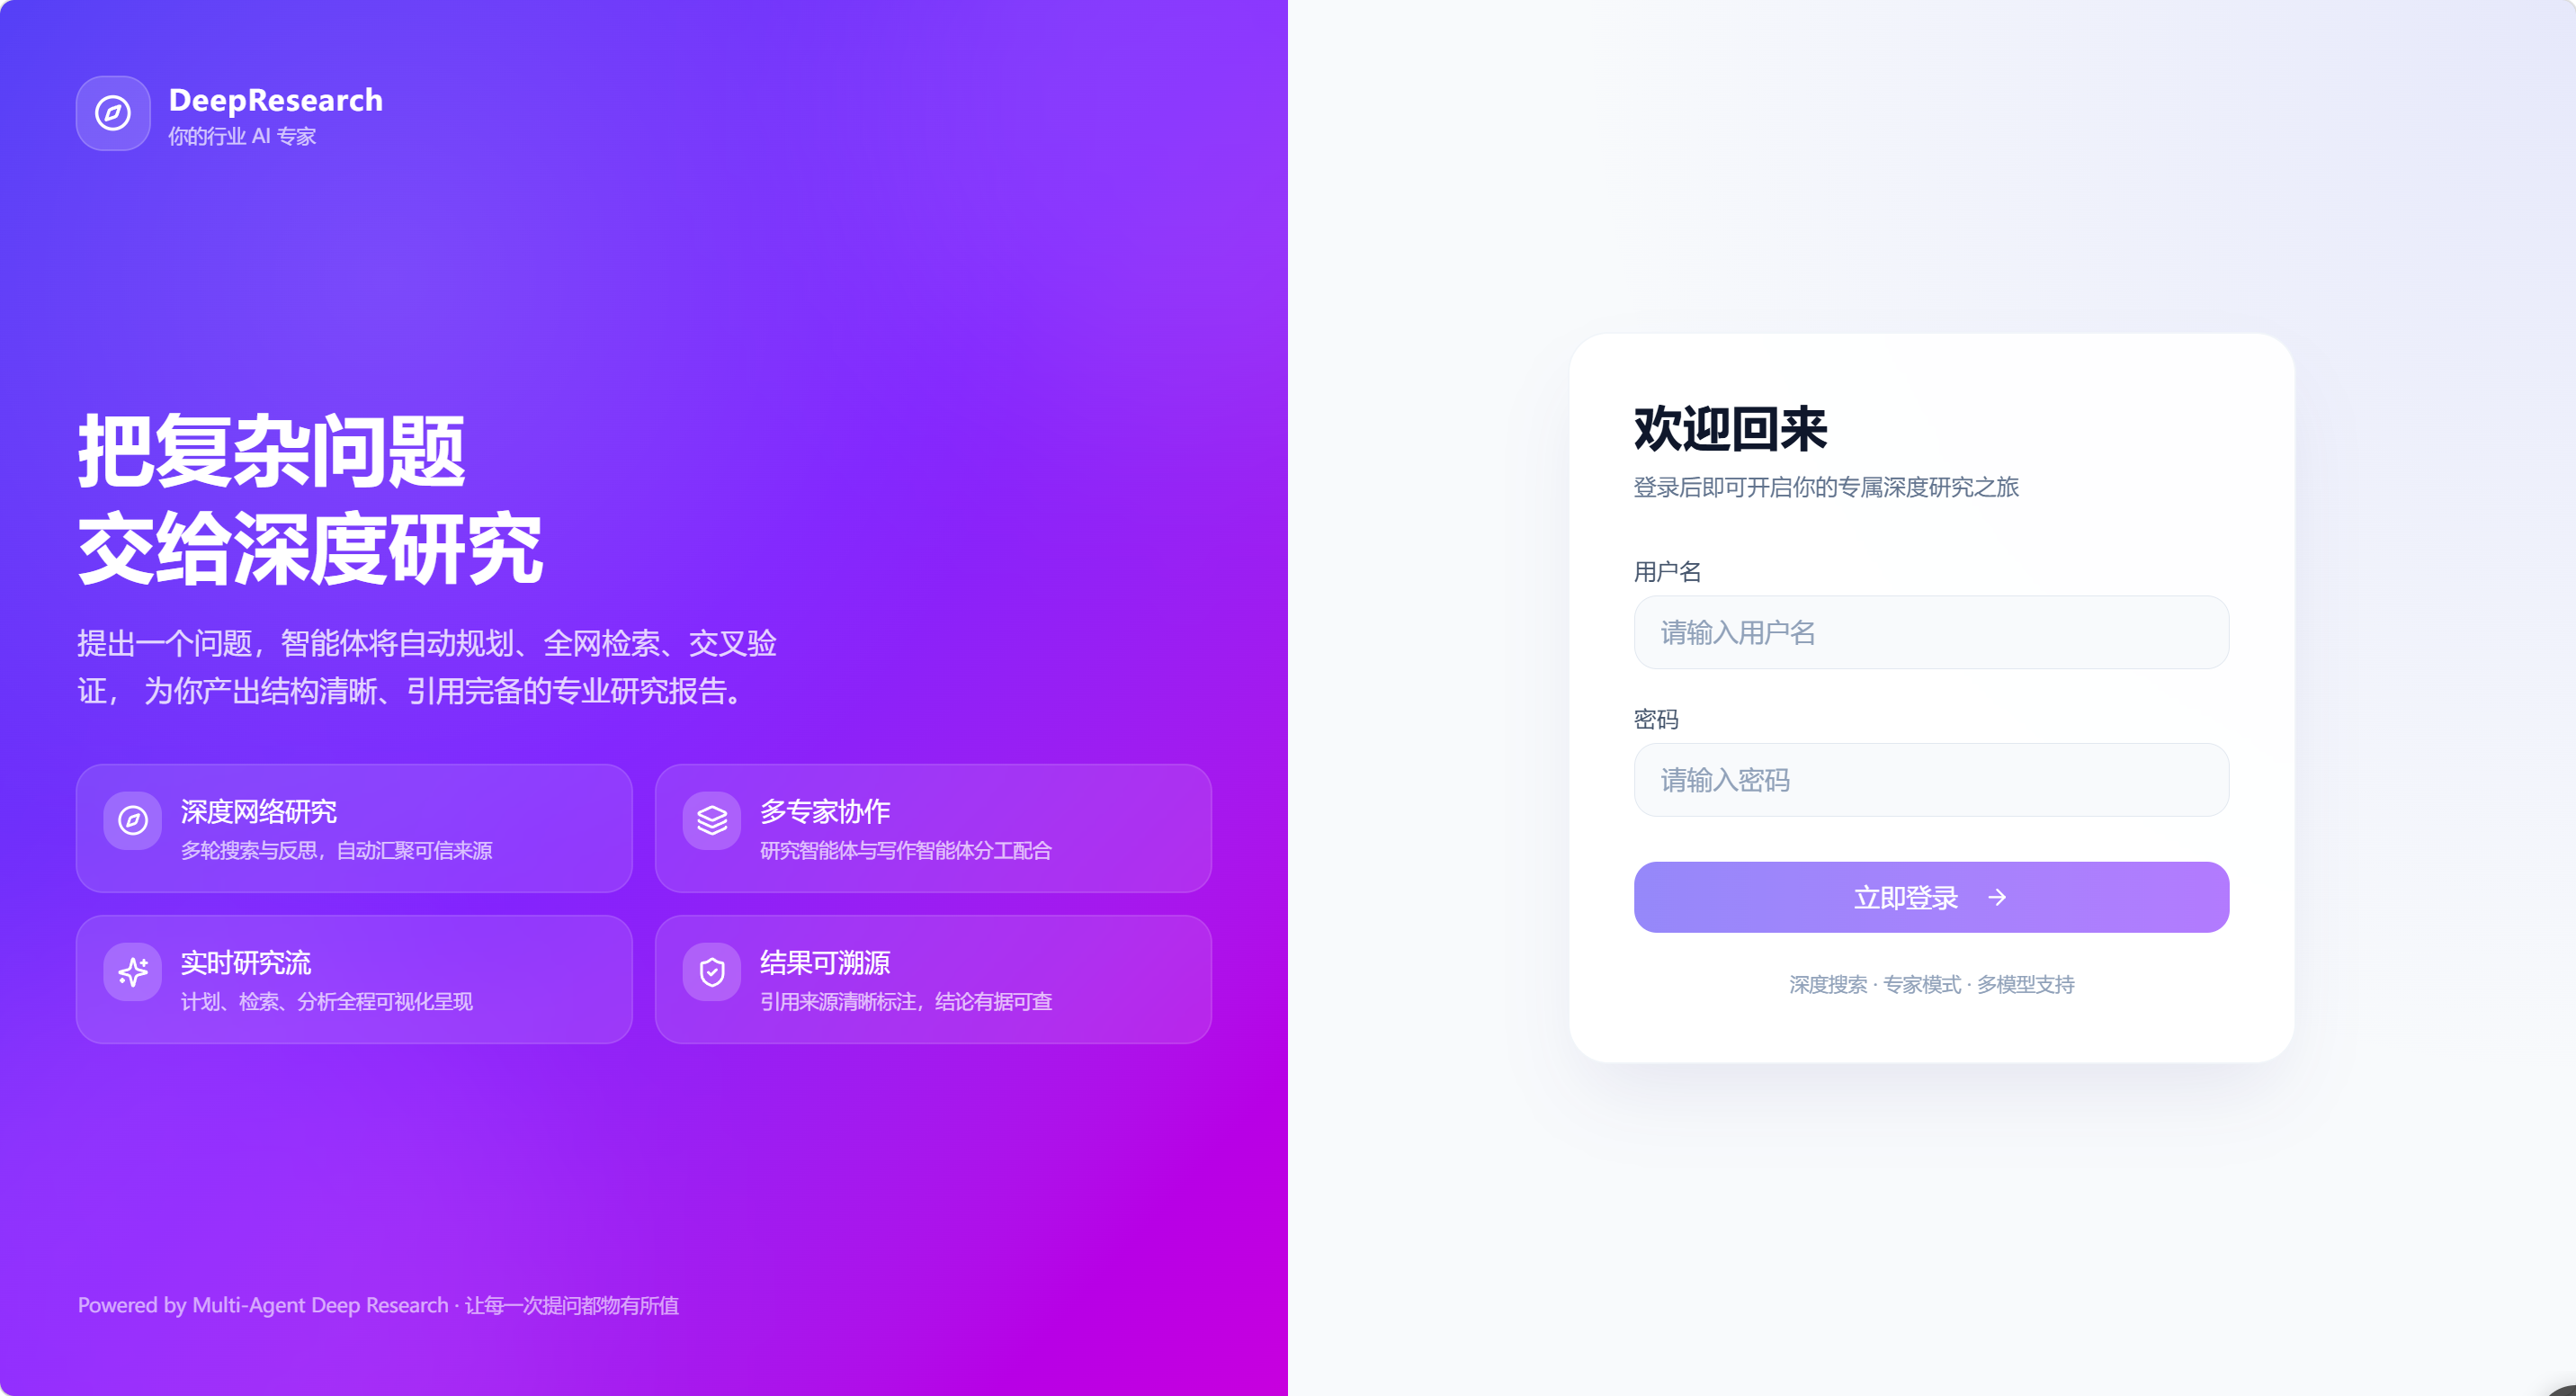 DeepResearch
你的行业 AI 专家
把复杂问题
交给深度研究
提出一个问题，智能体将自动规划、全网检索、交叉验
证， 为你产出结构清晰、引用完备的专业研究报告。
深度网络研究
多轮搜索与反思，自动汇聚可信来源
多专家协作
研究智能体与写作智能体分工配合
实时研究流
计划、检索、分析全程可视化呈现
结果可溯源
引用来源清晰标注，结论有据可查
Powered by Multi-Agent Deep Research · 让每一次提问都物有所值
欢迎回来
登录后即可开启你的专属深度研究之旅
用户名
请输入用户名
密码
请输入密码
立即登录 →
深度搜索 · 专家模式 · 多模型支持